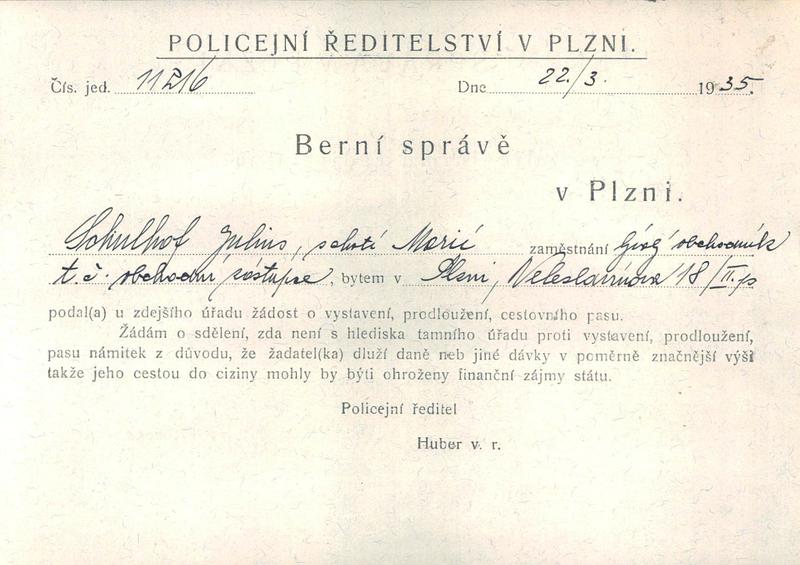 POLICEJNÍ ŘEDITELSTVÍ V PLZNI.
Čís. jed. Dne 22./3. 1935.
Berní správě
v Plzni.
Schulhof Julius, Marií zaměstnání obchodník
t. č. obchodní zástupce, bytem v Plzni, Veleslavínova 18/II.
podal(a) u zdejšího úřadu žádost o vystavení, prodloužení, cestovního pasu.
Žádám o sdělení, zda není s hlediska tamního úřadu proti vystavení, prodloužení,
pasu námitek z důvodu, že žadatel(ka) dluží daně neb jiné dávky v poměrně značnější výši
takže jeho cestou do ciziny mohly by býti ohroženy finanční zájmy státu.
Policejní ředitel
Huber v. r.